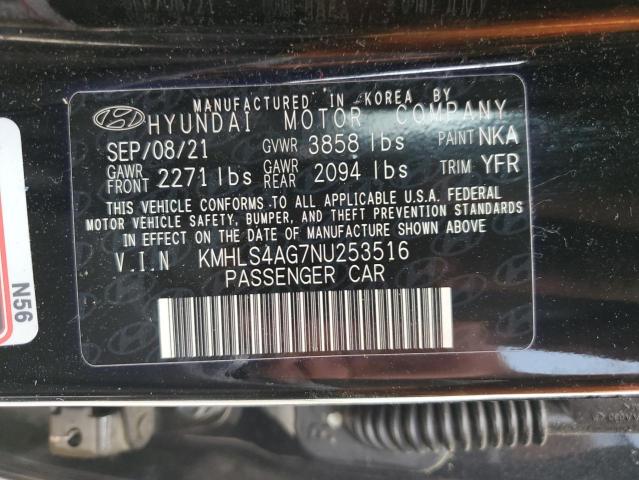 MANUFACTURED IN KOREA BY
HYUNDAI MOTOR COMPANY
SEP/08/21 GVWR 3858 lbs PAINT NKA
GAWR FRONT 2271 lbs GAWR REAR 2094 lbs TRIM YFR
THIS VEHICLE CONFORMS TO ALL APPLICABLE U.S.A. FEDERAL
MOTOR VEHICLE SAFETY, BUMPER, AND THEFT PREVENTION STANDARDS
IN EFFECT ON THE DATE OF MANUFACTURE SHOWN ABOVE
V.I.N KMHLS4AG7NU253516
PASSENGER CAR
N56